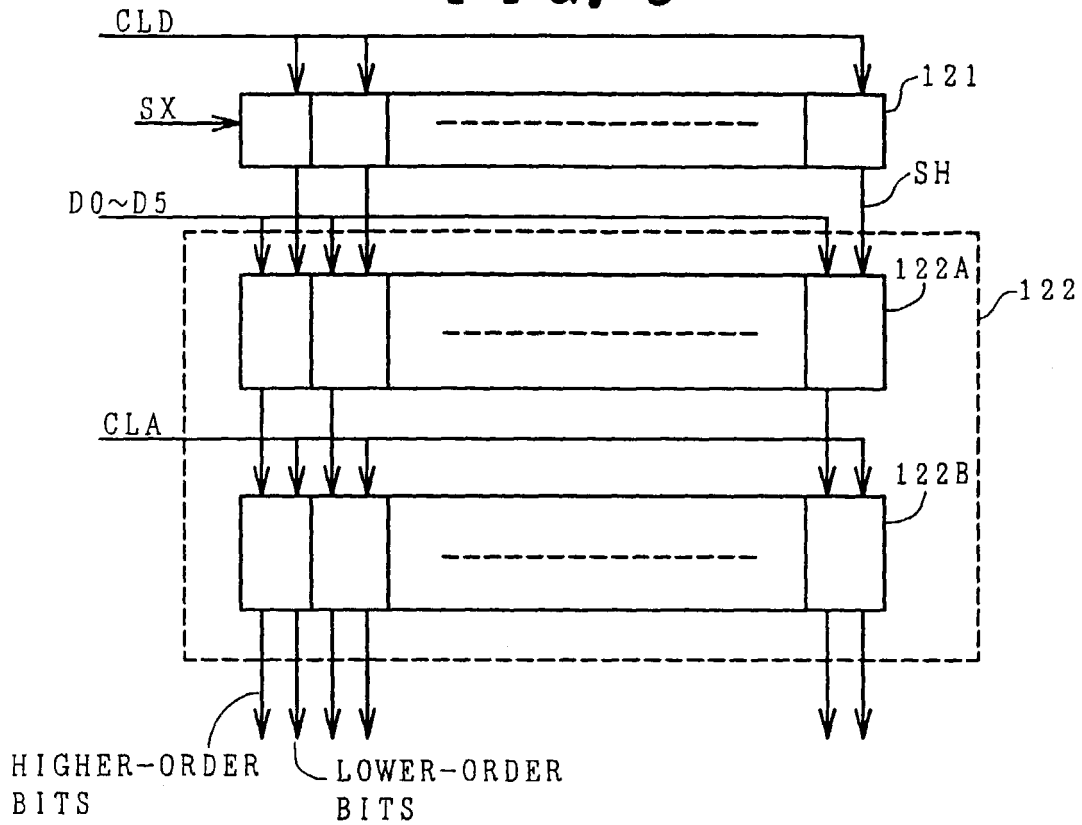 CLD
121
SX
SH
D0~D5
122A
122
CLA
122B
HIGHER-ORDER
BITS
LOWER-ORDER
BITS